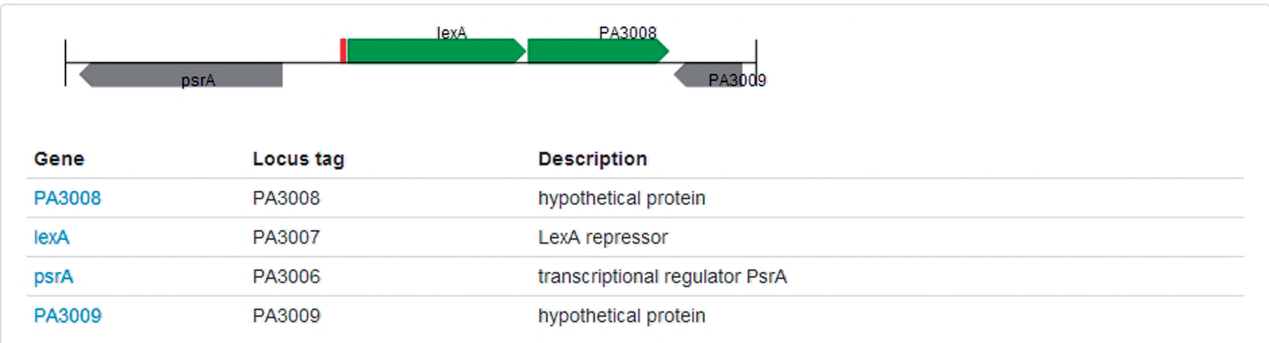 lexA PA3008
psrA PA3009
Gene Locus tag Description
PA3008 PA3008 hypothetical protein
lexA PA3007 LexA repressor
psrA PA3006 transcriptional regulator PsrA
PA3009 PA3009 hypothetical protein